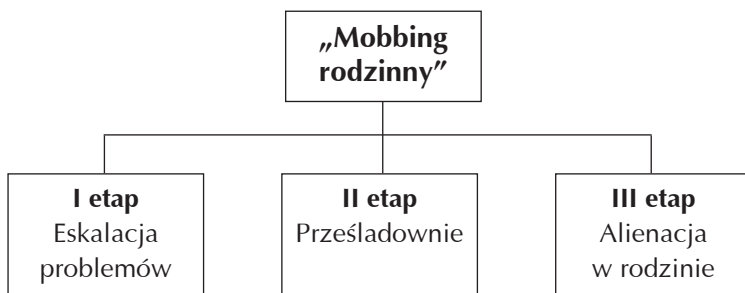 „Mobbing
rodzinny”
I etap
Eskalacja
problemów
II etap
Prześladownie
III etap
Alienacja
w rodzinie